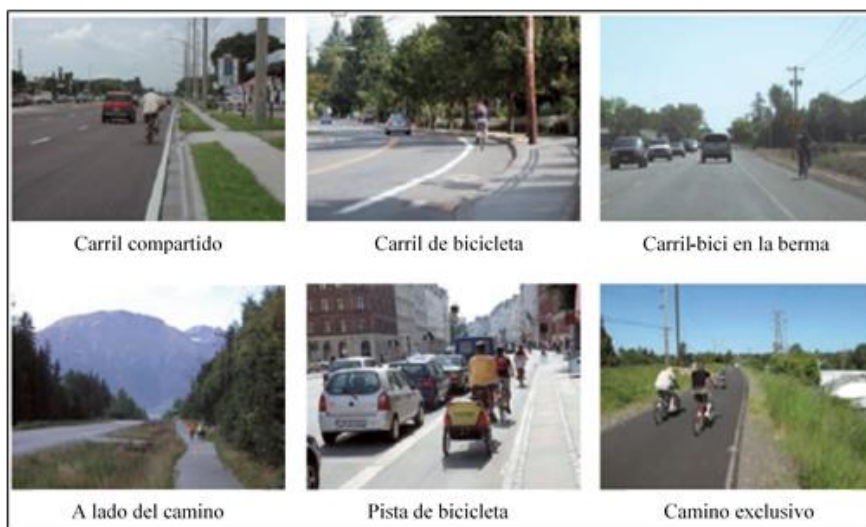 Carril compartido
Carril de bicicleta
Carril-bici en la berma
A lado del camino
Pista de bicicleta
Camino exclusivo